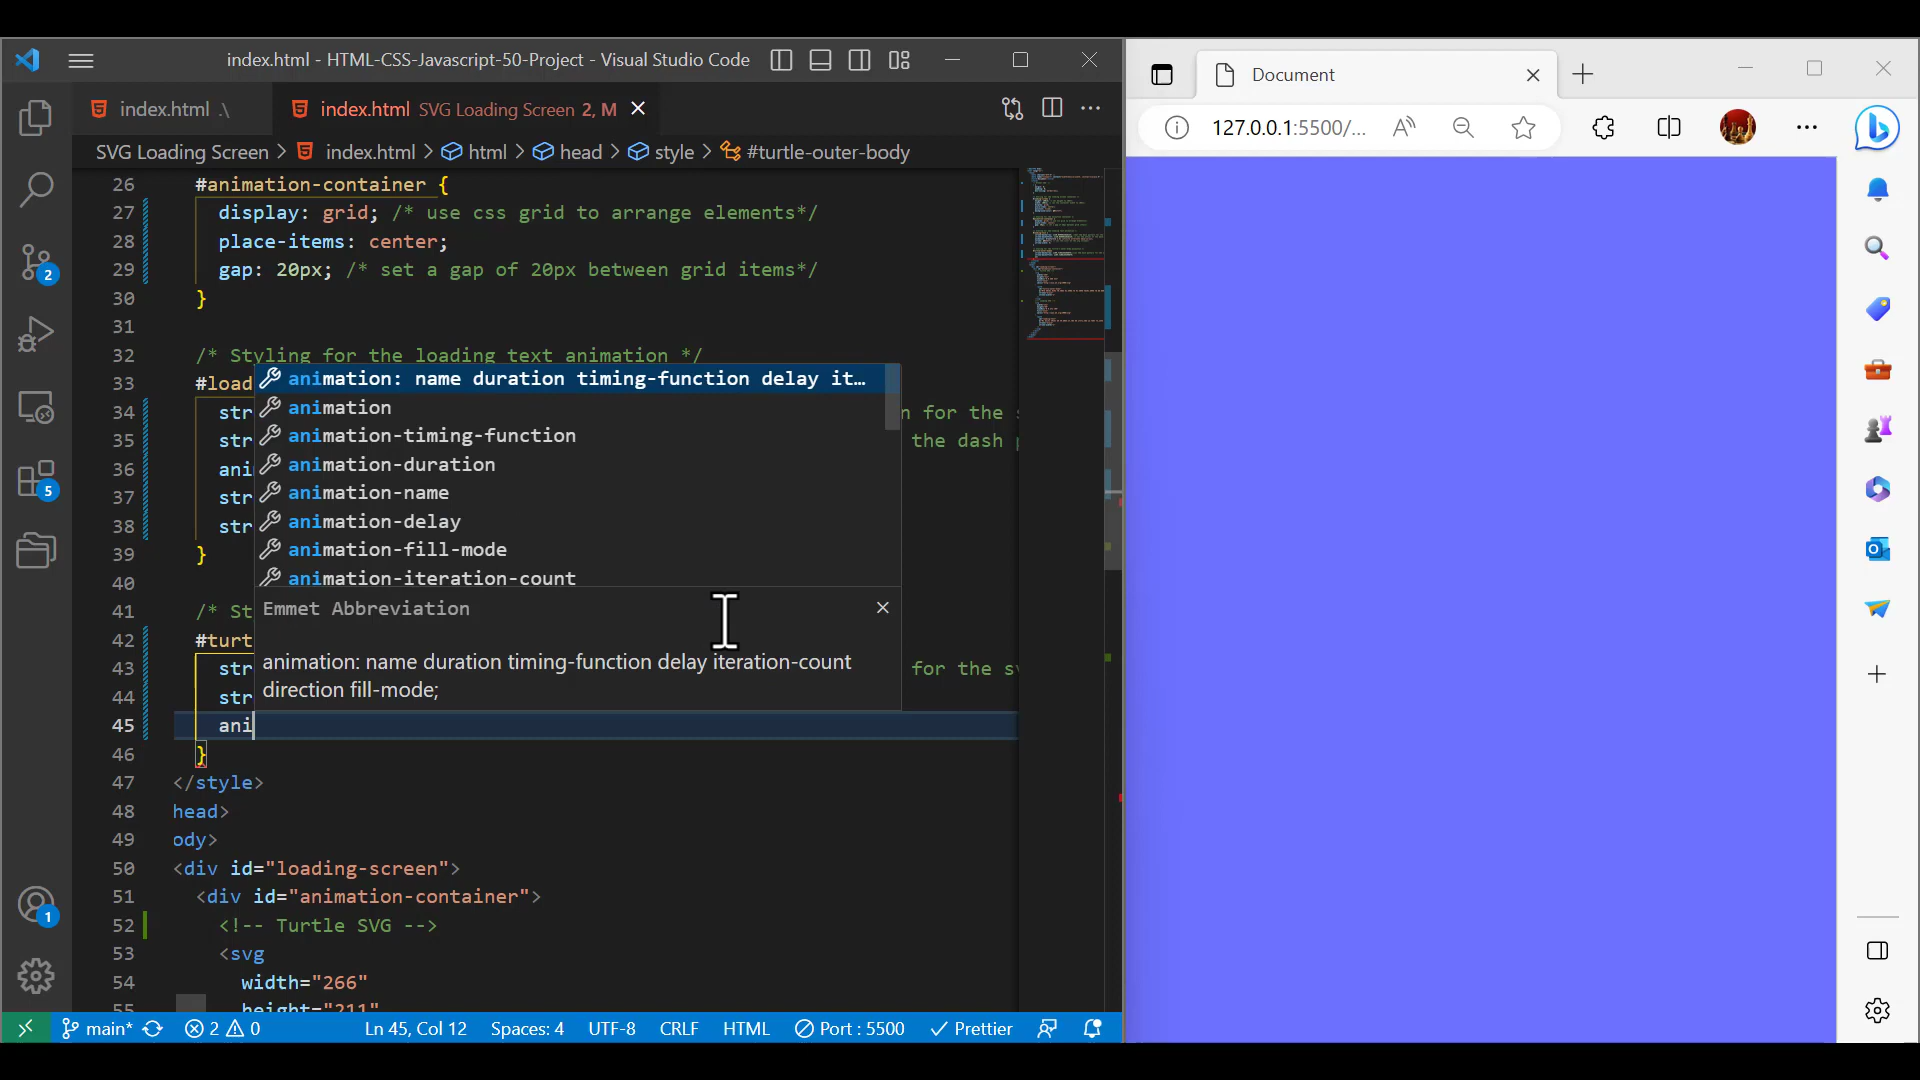 index.html - HTML-CSS-Javascript-50-Project - Visual Studio Code
index.html .\
index.html SVG Loading Screen 2, M
SVG Loading Screen > index.html > html > head > style > #turtle-outer-body
26 #animation-container {
27 display: grid; /* use css grid to arrange elements*/
28 place-items: center;
29 gap: 20px; /* set a gap of 20px between grid items*/
30 }
31
32 /* Styling for the loading text animation */
33 #load
34 str n for the
35 str the dash
36 ani
37 str
38 str
39 }
40
41 /* St
42 #turt
43 str for the
44 str
45 ani
46 }
47 </style>
48 head>
49 ody>
50 <div id="loading-screen">
51 <div id="animation-container">
52 <!-- Turtle SVG -->
53 <svg
54 width="266"
55 height="211"
animation: name duration timing-function delay it…
animation
animation-timing-function
animation-duration
animation-name
animation-delay
animation-fill-mode
animation-iteration-count
Emmet Abbreviation
animation: name duration timing-function delay iteration-count
direction fill-mode;
2
5
1
main* 2 0 Ln 45, Col 12 Spaces: 4 UTF-8 CRLF HTML Port : 5500 Prettier
Document
127.0.0.1:5500/...